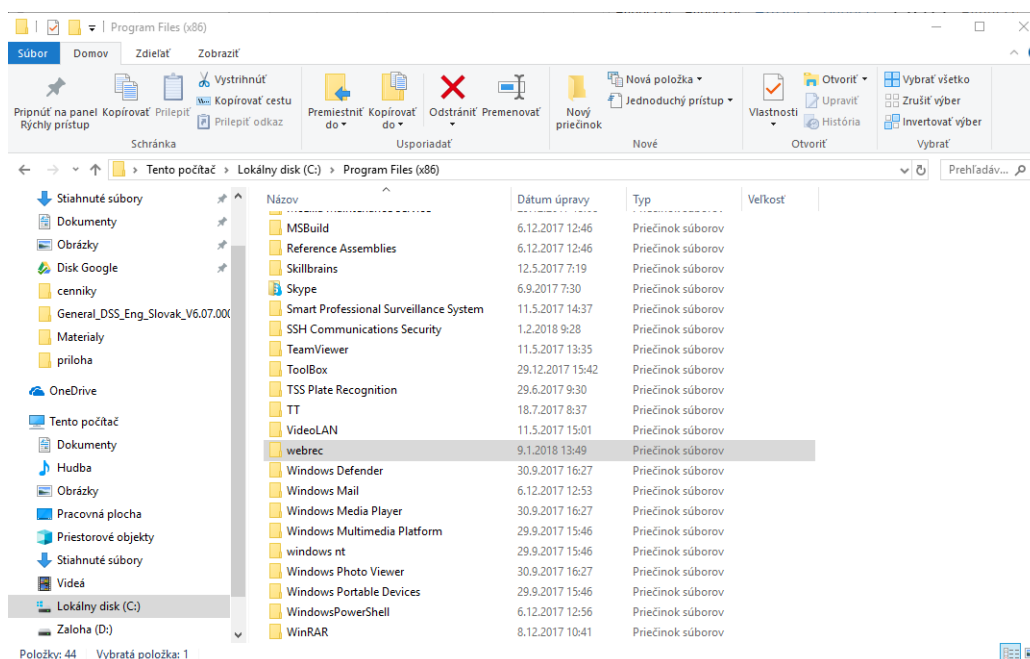 Program Files (x86)
Súbor Domov Zdieľať Zobraziť
Pripnúť na panel Rýchly prístup
Kopírovať
Prilepiť
Vystrihnúť
Kopírovať cestu
Prilepiť odkaz
Schránka
Premiestniť do
Kopírovať do
Odstrániť
Premenovať
Usporiadať
Nový priečinok
Nová položka
Jednoduchý prístup
Nové
Vlastnosti
Otvoriť
Upraviť
História
Otvoriť
Vybrať všetko
Zrušiť výber
Invertovať výber
Vybrať
Tento počítač > Lokálny disk (C:) > Program Files (x86)
Prehľadáv...
Stiahnuté súbory
Dokumenty
Obrázky
Disk Google
cenniky
General_DSS_Eng_Slovak_V6.07.000
Materialy
priloha
OneDrive
Tento počítač
Dokumenty
Hudba
Obrázky
Pracovná plocha
Priestorové objekty
Stiahnuté súbory
Videá
Lokálny disk (C:)
Zaloha (D:)
Názov Dátum úpravy Typ Veľkosť
MSBuild 6.12.2017 12:46 Priečinok súborov
Reference Assemblies 6.12.2017 12:46 Priečinok súborov
Skillbrains 12.5.2017 7:19 Priečinok súborov
Skype 6.9.2017 7:30 Priečinok súborov
Smart Professional Surveillance System 11.5.2017 14:37 Priečinok súborov
SSH Communications Security 1.2.2018 9:28 Priečinok súborov
TeamViewer 11.5.2017 13:35 Priečinok súborov
ToolBox 29.12.2017 15:42 Priečinok súborov
TSS Plate Recognition 29.6.2017 9:30 Priečinok súborov
TT 18.7.2017 8:37 Priečinok súborov
VideoLAN 11.5.2017 15:01 Priečinok súborov
webrec 9.1.2018 13:49 Priečinok súborov
Windows Defender 30.9.2017 16:27 Priečinok súborov
Windows Mail 6.12.2017 12:53 Priečinok súborov
Windows Media Player 30.9.2017 16:27 Priečinok súborov
Windows Multimedia Platform 29.9.2017 15:46 Priečinok súborov
windows nt 29.9.2017 15:46 Priečinok súborov
Windows Photo Viewer 30.9.2017 16:27 Priečinok súborov
Windows Portable Devices 29.9.2017 15:46 Priečinok súborov
WindowsPowerShell 6.12.2017 12:56 Priečinok súborov
WinRAR 8.12.2017 10:41 Priečinok súborov
Položky: 44 Vybratá položka: 1